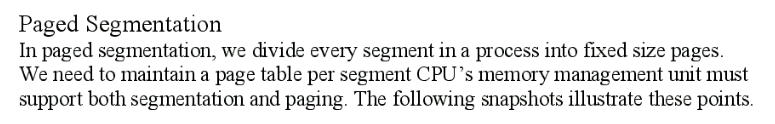 Paged Segmentation
In paged segmentation, we divide every segment in a process into fixed size pages.
We need to maintain a page table per segment CPU's memory management unit must
support both segmentation and paging. The following snapshots illustrate these points.